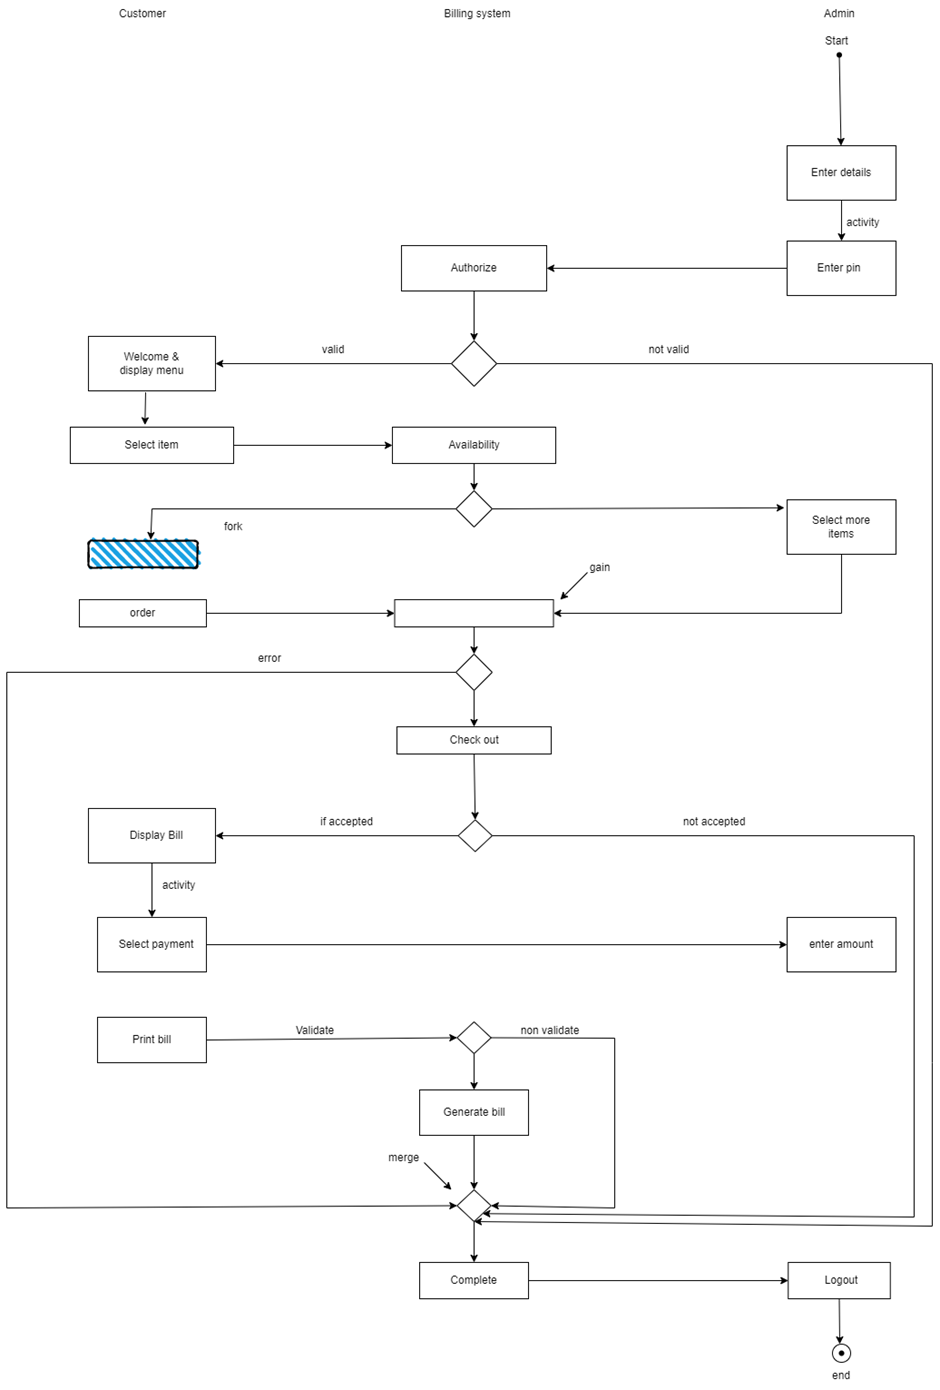 Customer
Billing system
Admin
Start
Enter details
activity
Enter pin
Authorize
valid
not valid
Welcome &
display menu
Select item
Availability
fork
Select more
items
gain
order
error
Check out
if accepted
not accepted
Display Bill
activity
Select payment
enter amount
Validate
non validate
Print bill
Generate bill
merge
Complete
Logout
end